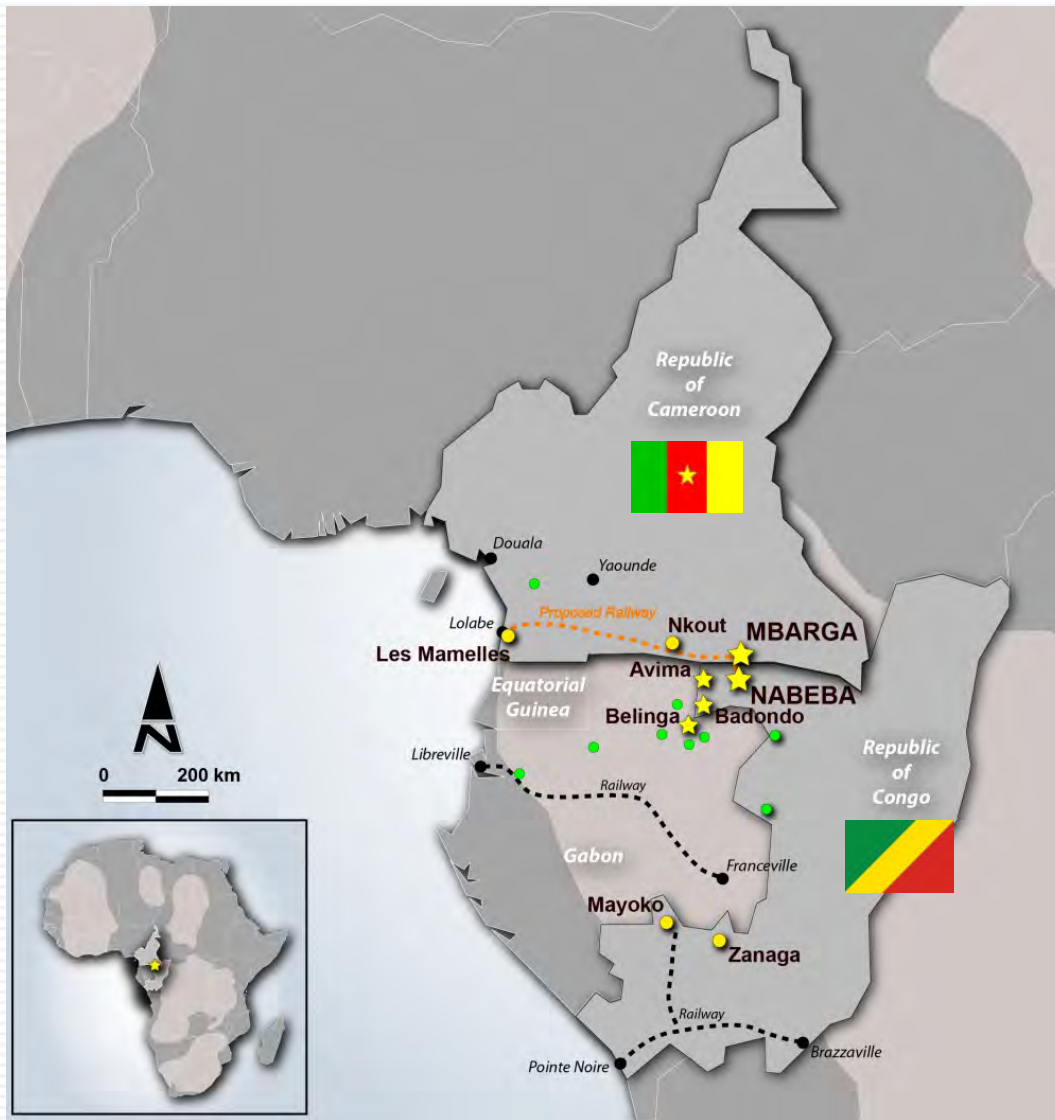 Republic
of
Cameroon
Douala
Yaounde
Proposed Railway
Nkout
MBARGA
Lolabe
Les Mamelles
Avima
NABEBA
Equatorial
Guinea
Belinga
Badondo
N
0 200 km
Libreville
Republic
of
Congo
Railway
Gabon
Franceville
Mayoko
Zanaga
Railway
Brazzaville
Pointe Noire